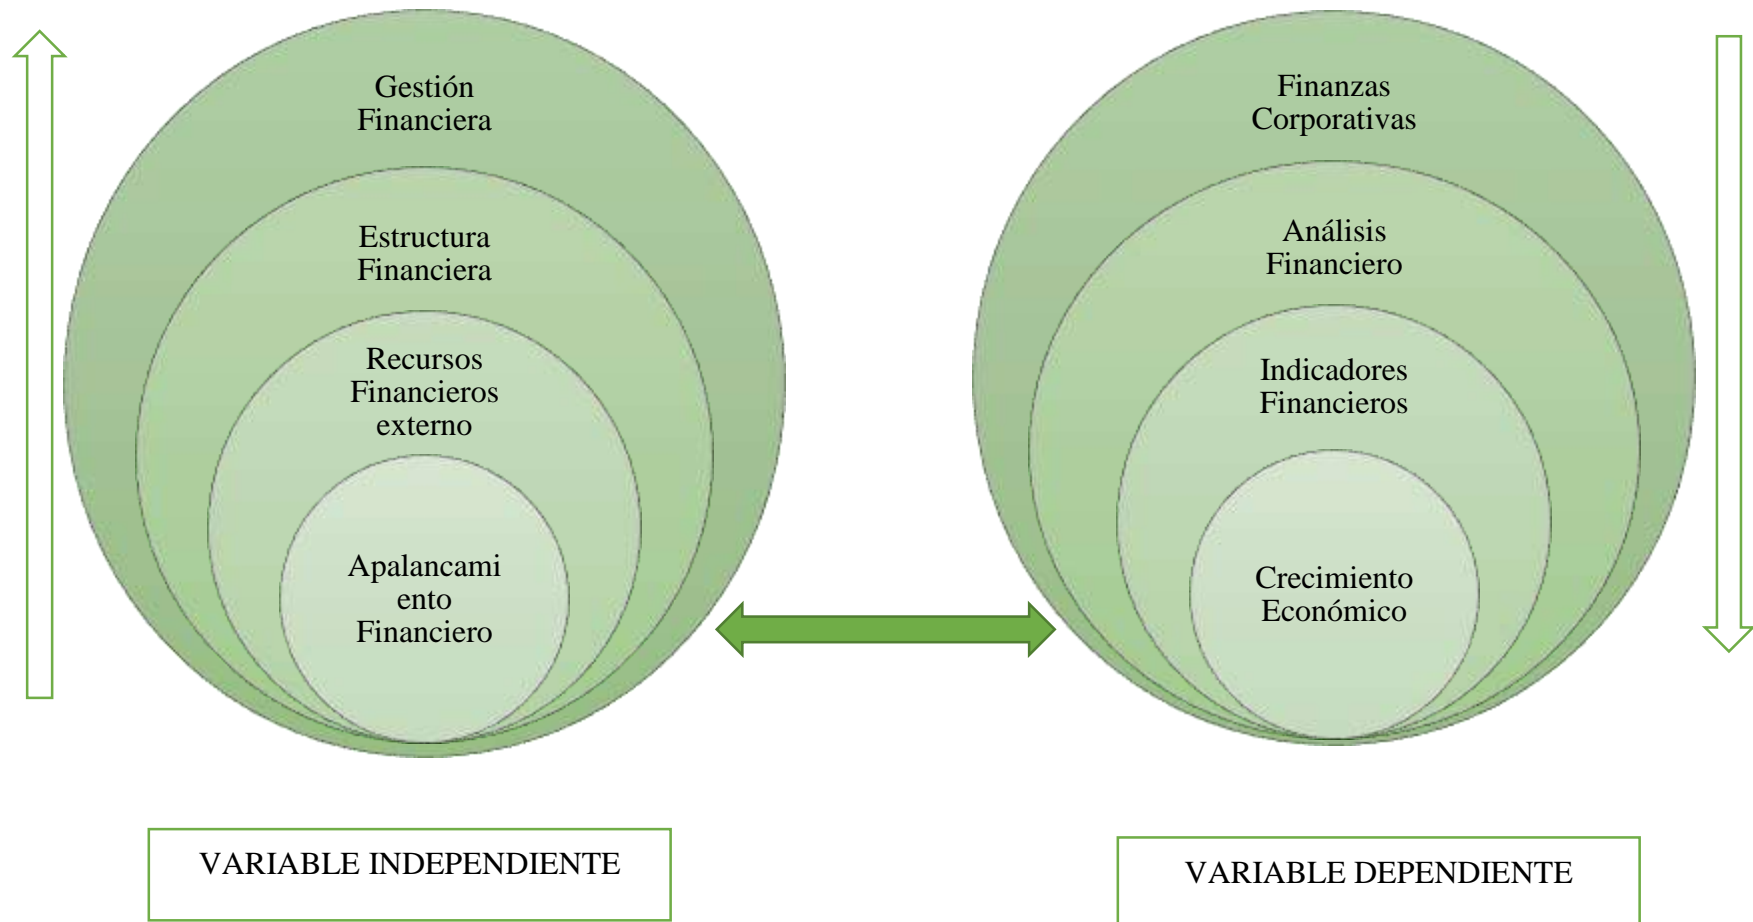 Gestión
Financiera
Estructura
Financiera
Recursos
Financieros
externo
Apalancami
ento
Financiero
Finanzas
Corporativas
Análisis
Financiero
Indicadores
Financieros
Crecimiento
Económico
VARIABLE INDEPENDIENTE
VARIABLE DEPENDIENTE